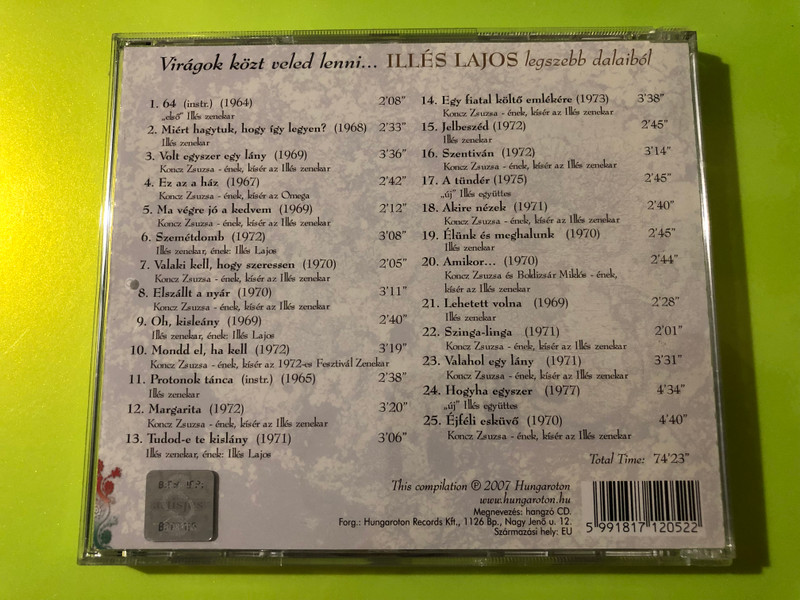 Virágok közt veled lenni... ILLÉS LAJOS legszebb dalaiból
1. 64 (instr.) (1964) 2'08"
„első” Illés zenekar
2. Miért hagytuk, hogy így legyen? (1968) 2'33"
Illés zenekar
3. Volt egyszer egy lány (1969) 3'36"
Koncz Zsuzsa - ének, kísér az Illés zenekar
4. Ez az a ház (1967) 2'42"
Koncz Zsuzsa - ének, kísér az Omega
5. Ma végre jó a kedvem (1969) 2'12"
Koncz Zsuzsa - ének, kísér az Illés zenekar
6. Szemétdomb (1972) 3'08"
Illés zenekar, ének: Illés Lajos
7. Valaki kell, hogy szeressen (1970) 2'05"
Koncz Zsuzsa - ének, kísér az Illés zenekar
8. Elszállt a nyár (1970) 3'11"
Koncz Zsuzsa - ének, kísér az Illés zenekar
9. Oh, kisleány (1969) 2'40"
Illés zenekar, ének: Illés Lajos
10. Mondd el, ha kell (1972) 3'19"
Koncz Zsuzsa - ének, kísér az 1972-es Fesztivál Zenekar
11. Protonok tánca (instr.) (1965) 2'38"
Illés zenekar
12. Margarita (1972) 3'20"
Koncz Zsuzsa - ének, kísér az Illés zenekar
13. Tudod-e te kislány (1971) 3'06"
Illés zenekar, ének: Illés Lajos
14. Egy fiatal költő emlékére (1973) 3'38"
Koncz Zsuzsa - ének, kísér az Illés zenekar
15. Jelbeszéd (1972) 2'45"
Illés zenekar
16. Szentiván (1972) 3'14"
Koncz Zsuzsa - ének, kísér az Illés zenekar
17. A tündér (1975) 2'45"
„új” Illés együttes
18. Akire nézek (1971) 2'40"
Koncz Zsuzsa - ének, kísér az Illés zenekar
19. Élünk és meghalunk (1970) 2'45"
Illés zenekar
20. Amikor... (1970) 2'44"
Koncz Zsuzsa és Boldizsár Miklós - ének,
kísér az Illés zenekar
21. Lehetett volna (1969) 2'28"
Illés zenekar
22. Szinga-linga (1971) 2'01"
Koncz Zsuzsa - ének, kísér az Illés zenekar
23. Valahol egy lány (1971) 3'31"
Koncz Zsuzsa - ének, kísér az Illés zenekar
24. Hogyha egyszer (1977) 4'34"
„új” Illés együttes
25. Éjféli esküvő (1970) 4'40"
Koncz Zsuzsa - ének, kísér az Illés zenekar
Total Time: 74'23"
This compilation ℗ 2007 Hungaroton
www.hungaroton.hu
Megnevezés: hangzó CD.
Forg.: Hungaroton Records Kft., 1126 Bp., Nagy Jenő u. 12.
Származási hely: EU
5 991817 120522